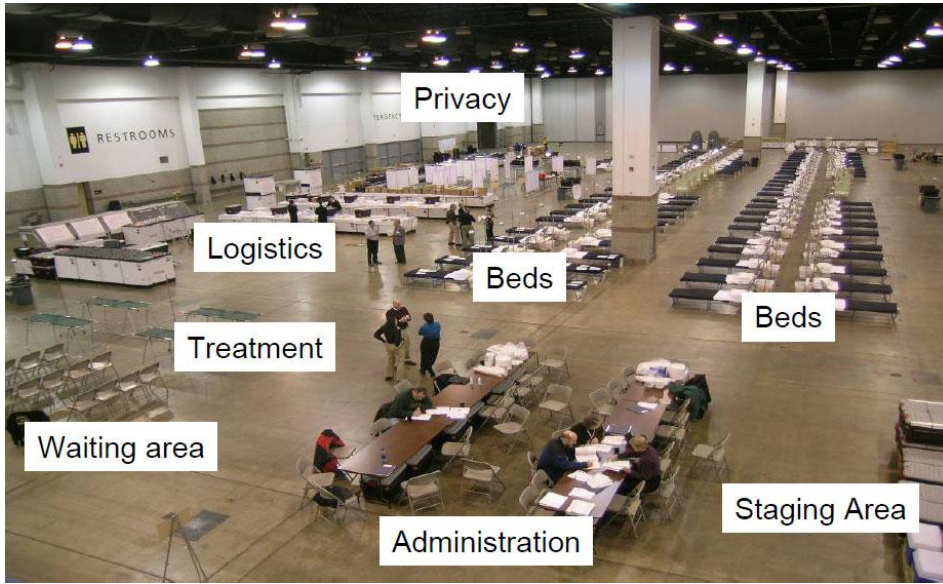 Privacy
RESTROOMS
Logistics
Beds
Beds
Treatment
Waiting area
Staging Area
Administration